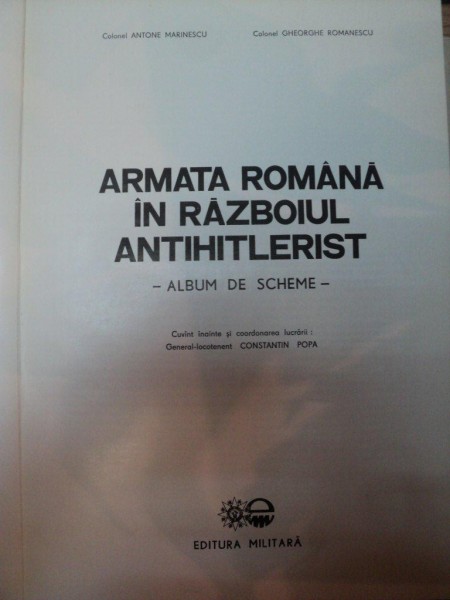 Colonel ANTONE MARINESCU Colonel GHEORGHE ROMANESCU
ARMATA ROMÂNĂ
ÎN RĂZBOIUL
ANTIHITLERIST
– ALBUM DE SCHEME –
Cuvînt înainte și coordonarea lucrării :
General-locotenent CONSTANTIN POPA
EDITURA MILITARĂ